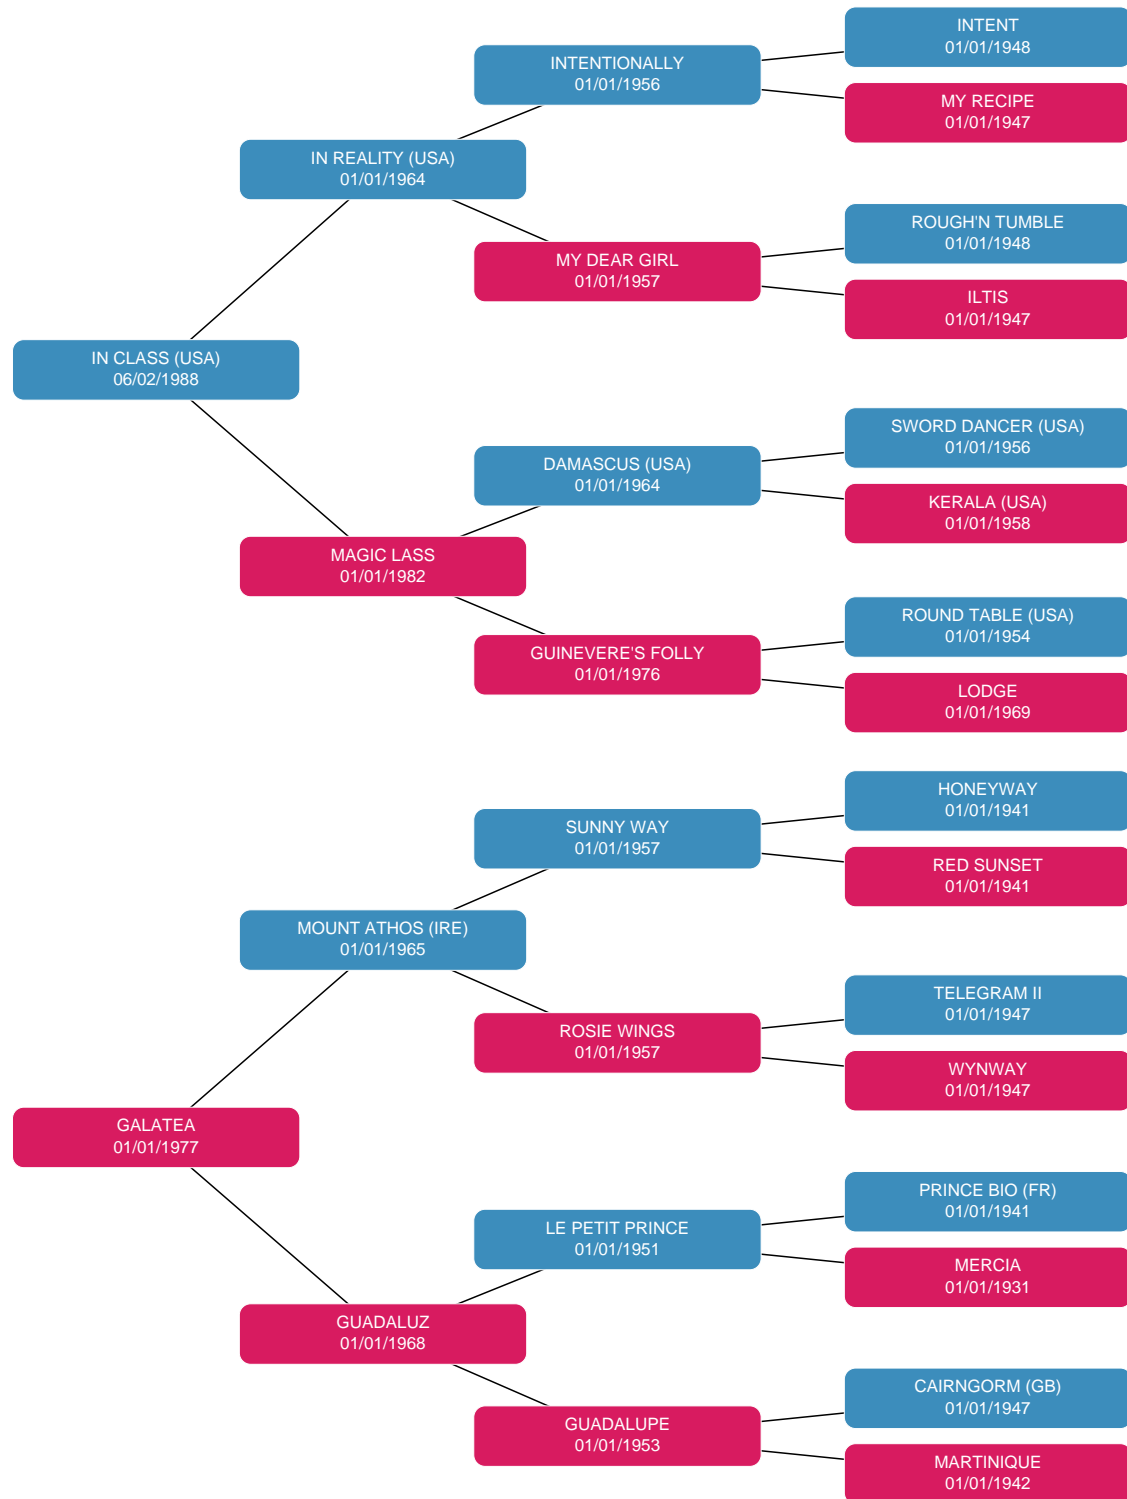 INTENT
01/01/1948
INTENTIONALLY
01/01/1956
MY RECIPE
01/01/1947
IN REALITY (USA)
01/01/1964
ROUGH'N TUMBLE
01/01/1948
MY DEAR GIRL
01/01/1957
ILTIS
01/01/1947
IN CLASS (USA)
06/02/1988
SWORD DANCER (USA)
01/01/1956
DAMASCUS (USA)
01/01/1964
KERALA (USA)
01/01/1958
MAGIC LASS
01/01/1982
ROUND TABLE (USA)
01/01/1954
GUINEVERE'S FOLLY
01/01/1976
LODGE
01/01/1969
HONEYWAY
01/01/1941
SUNNY WAY
01/01/1957
RED SUNSET
01/01/1941
MOUNT ATHOS (IRE)
01/01/1965
TELEGRAM II
01/01/1947
ROSIE WINGS
01/01/1957
WYNWAY
01/01/1947
GALATEA
01/01/1977
PRINCE BIO (FR)
01/01/1941
LE PETIT PRINCE
01/01/1951
MERCIA
01/01/1931
GUADALUZ
01/01/1968
CAIRNGORM (GB)
01/01/1947
GUADALUPE
01/01/1953
MARTINIQUE
01/01/1942